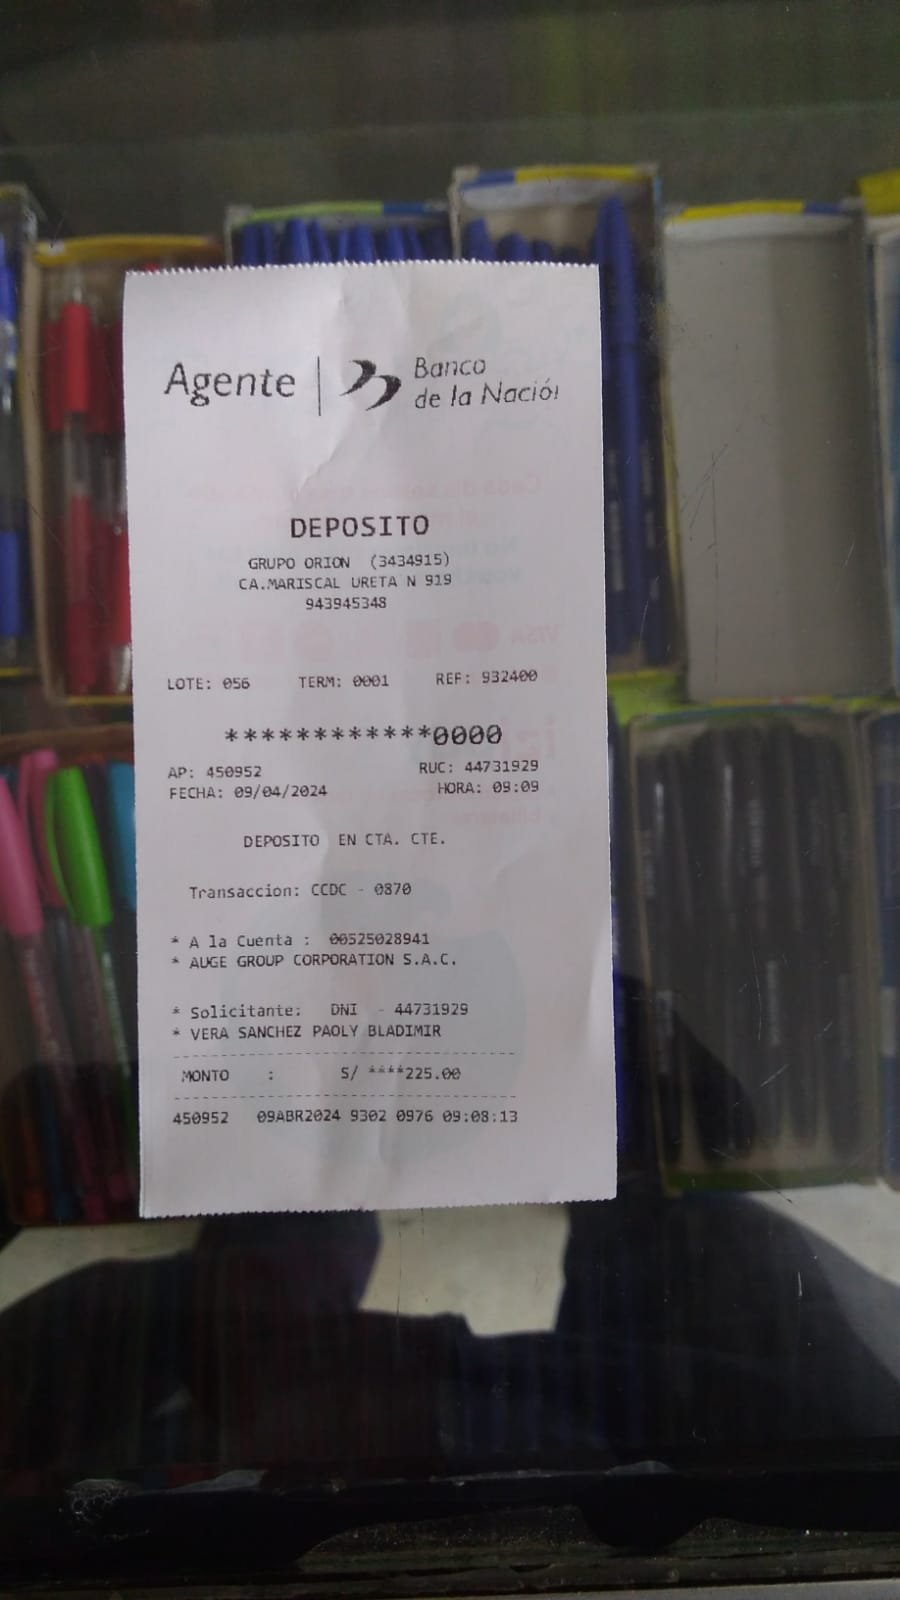 Agente | Banco
de la Nació
DEPOSITO
GRUPO ORION (3434915)
CA.MARISCAL URETA N 919
943945348
LOTE: 056 TERM: 0001 REF: 932400
************0000
AP: 450952 RUC: 44731929
FECHA: 09/04/2024 HORA: 09:09
DEPOSITO EN CTA. CTE.
Transaccion: CCDC - 0870
* A la Cuenta : 00525028941
* AUGE GROUP CORPORATION S.A.C.
* Solicitante: DNI - 44731929
* VERA SANCHEZ PAOLY BLADIMIR
MONTO : S/ ****225.00
450952 09ABR2024 9302 0976 09:08:13